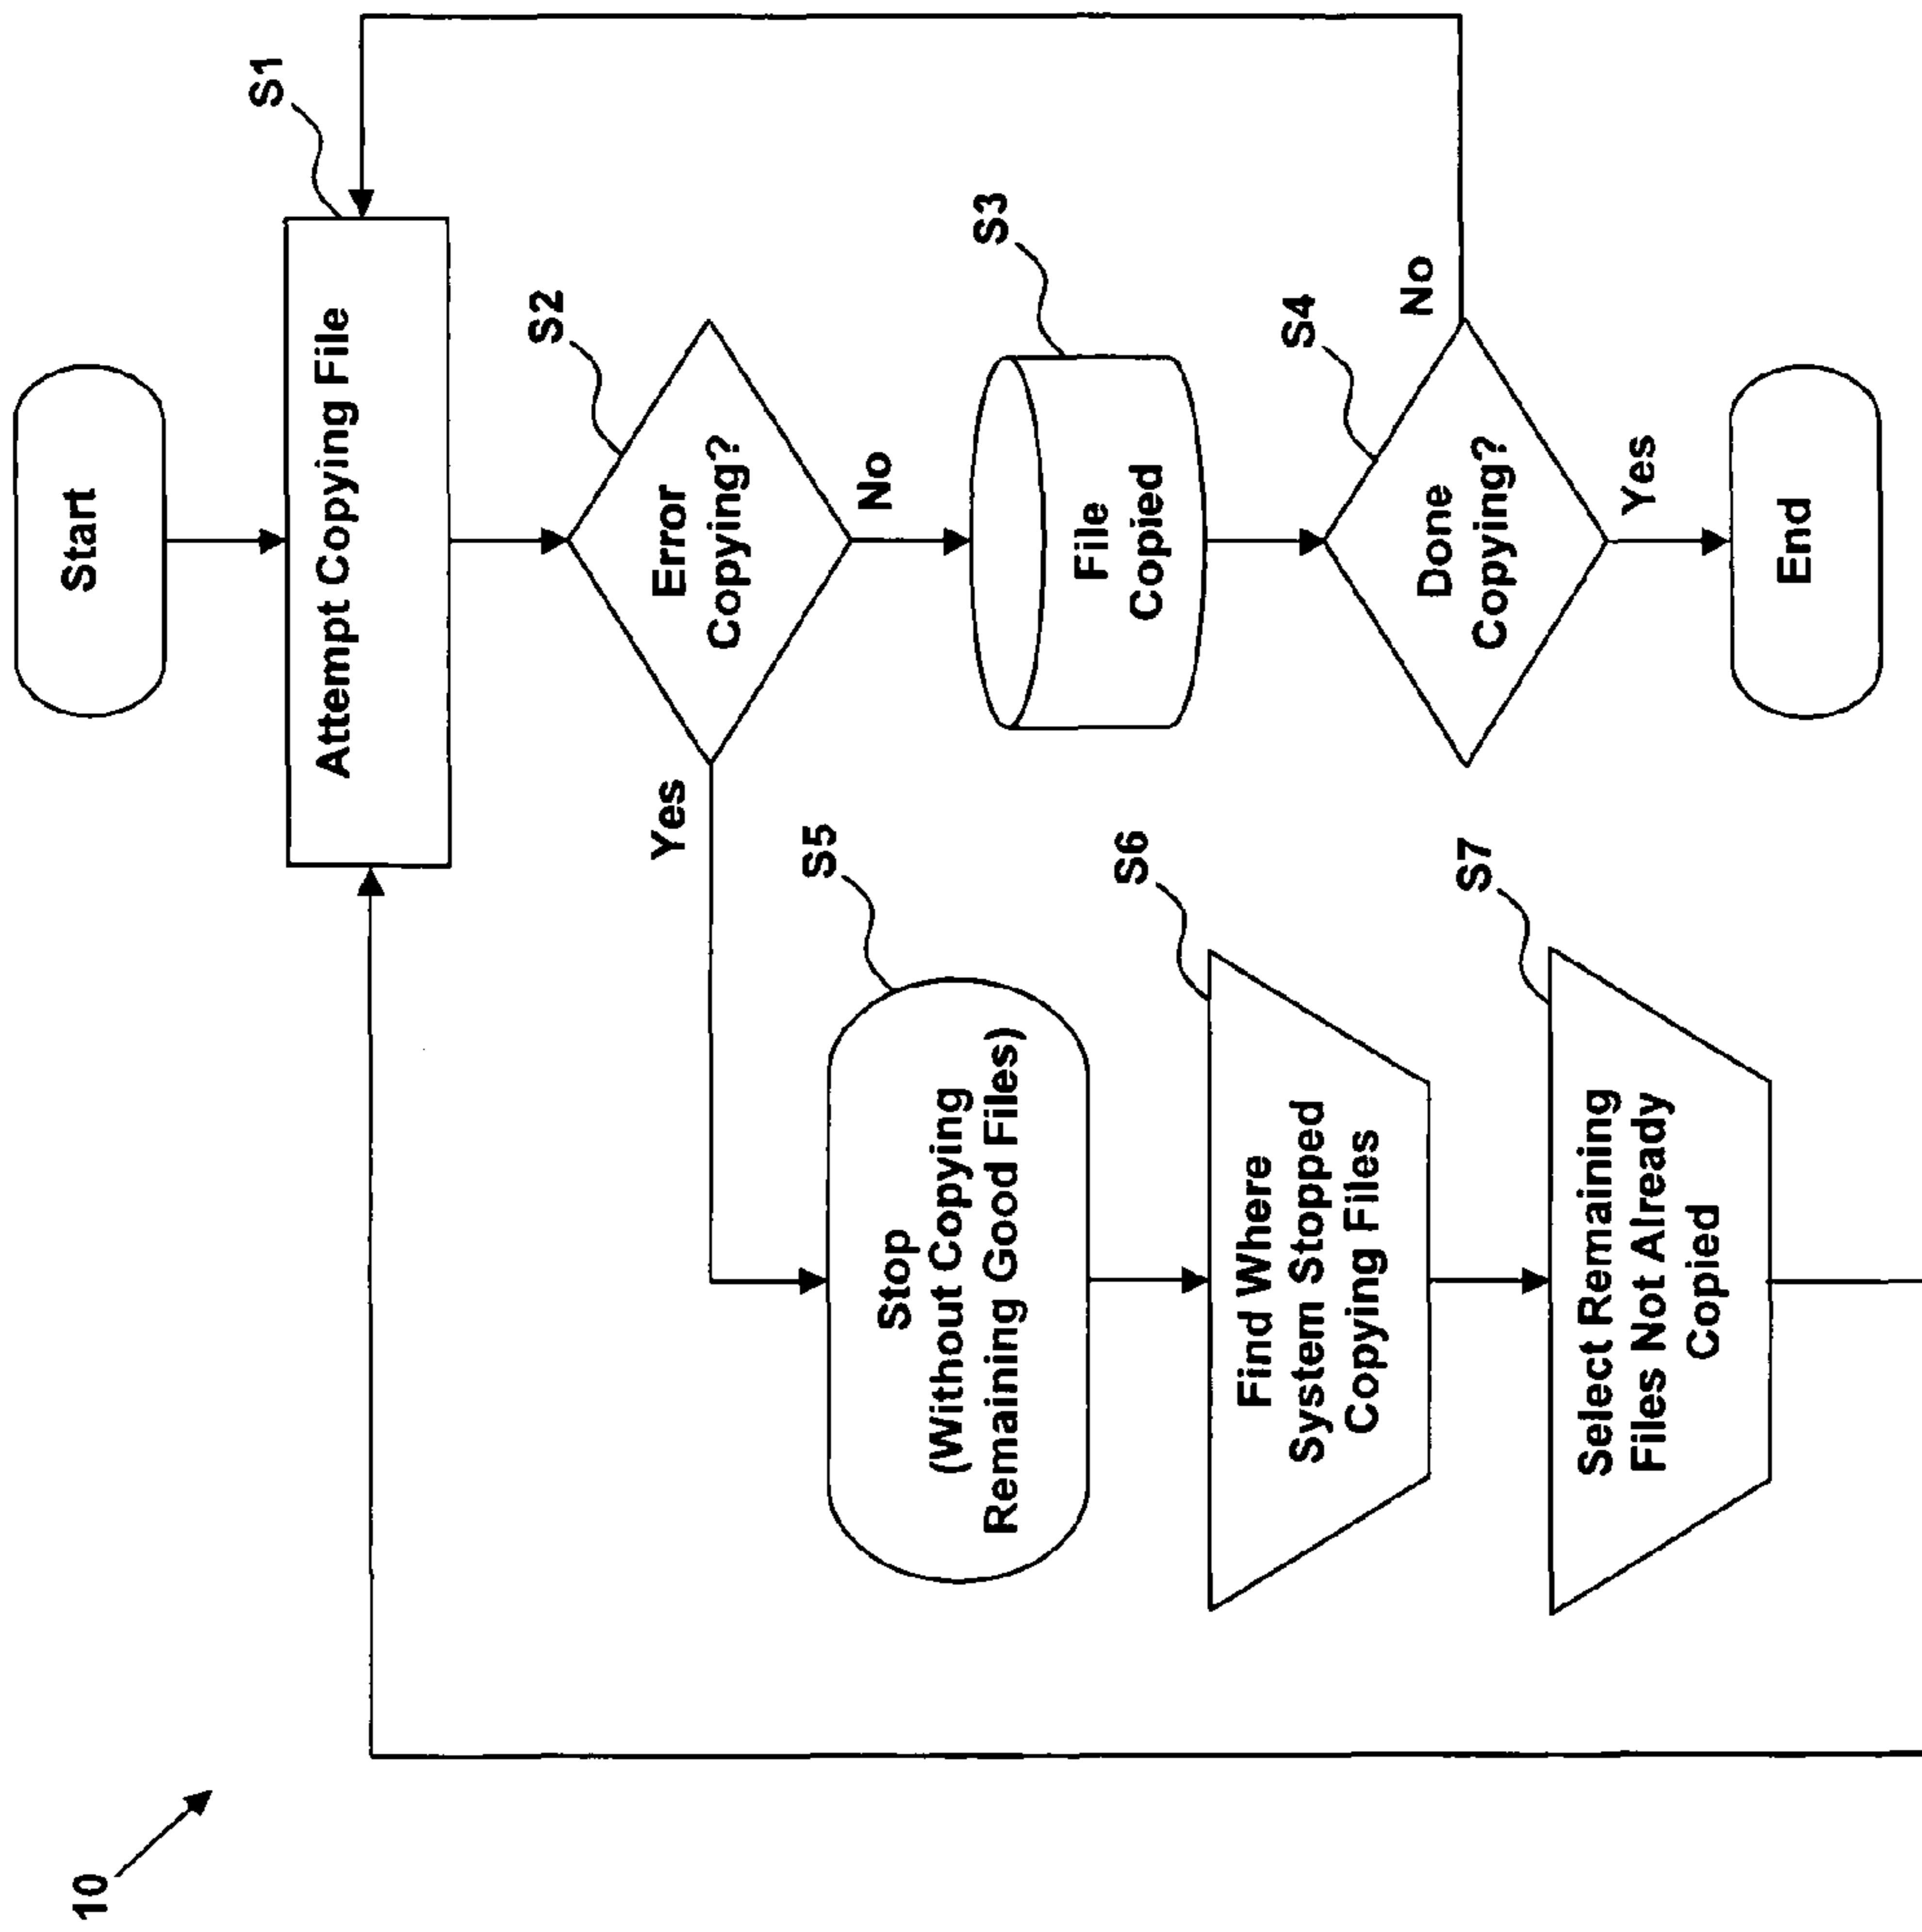 10
Start
S1
Attempt Copying File
S2
Error
Copying?
Yes
No
S3
File
Copied
S4
Done
Copying?
No
Yes
End
S5
Stop
(Without Copying
Remaining Good Files)
S6
Find Where
System Stopped
Copying Files
S7
Select Remaining
Files Not Already
Copied